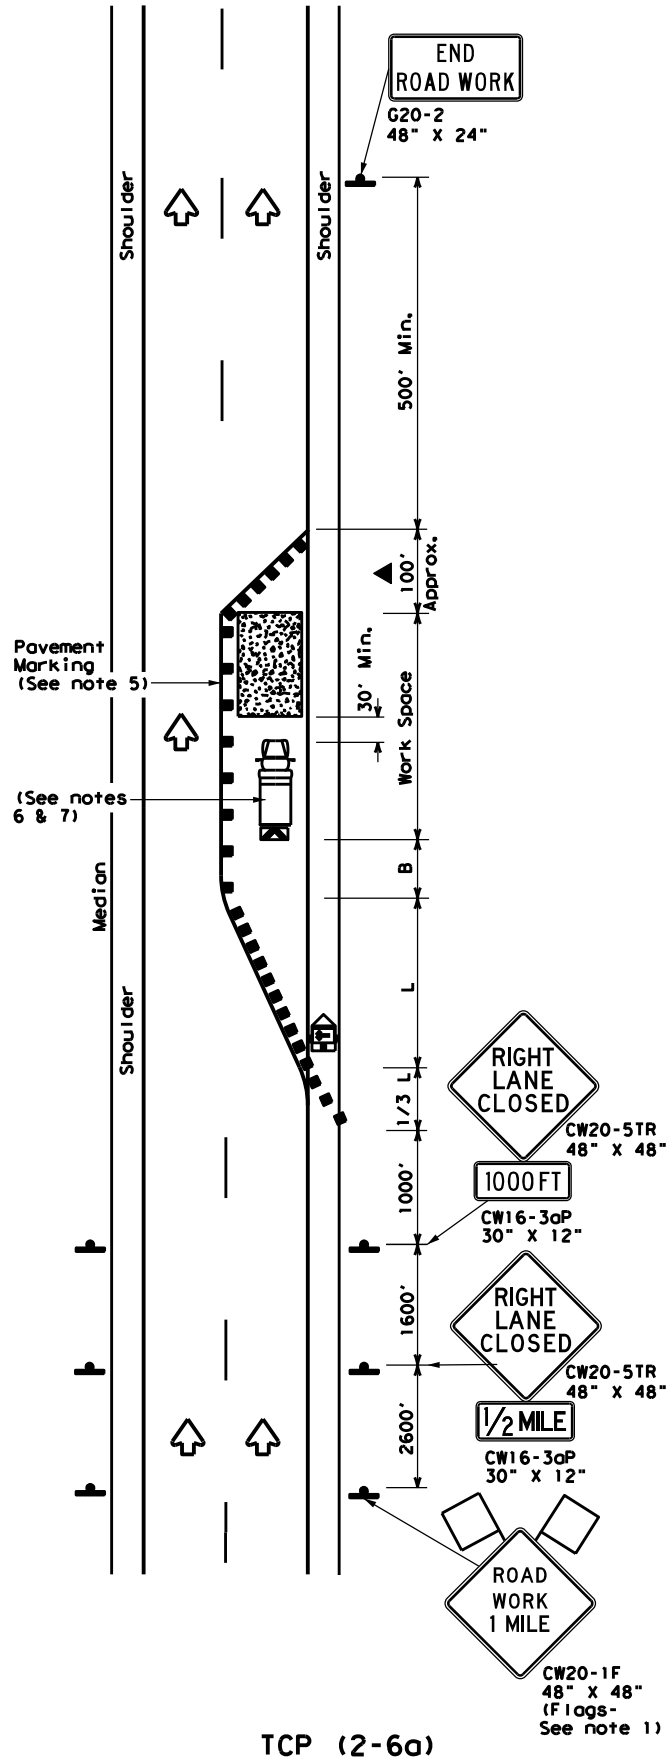 END
ROAD WORK
G20-2
48" X 24"
Shoulder
Shoulder
500' Min.
100'
Approx.
Pavement
Marking
(See note 5)
30' Min.
Work Space
(See notes
6 & 7)
B
Median
L
Shoulder
RIGHT
LANE
CLOSED
1/3 L
CW20-5TR
48" X 48"
1000 FT
1000'
CW16-3aP
30" X 12"
RIGHT
LANE
CLOSED
1600'
CW20-5TR
48" X 48"
1/2 MILE
2600'
CW16-3aP
30" X 12"
ROAD
WORK
1 MILE
CW20-1F
48" X 48"
(Flags-
See note 1)
TCP (2-6a)